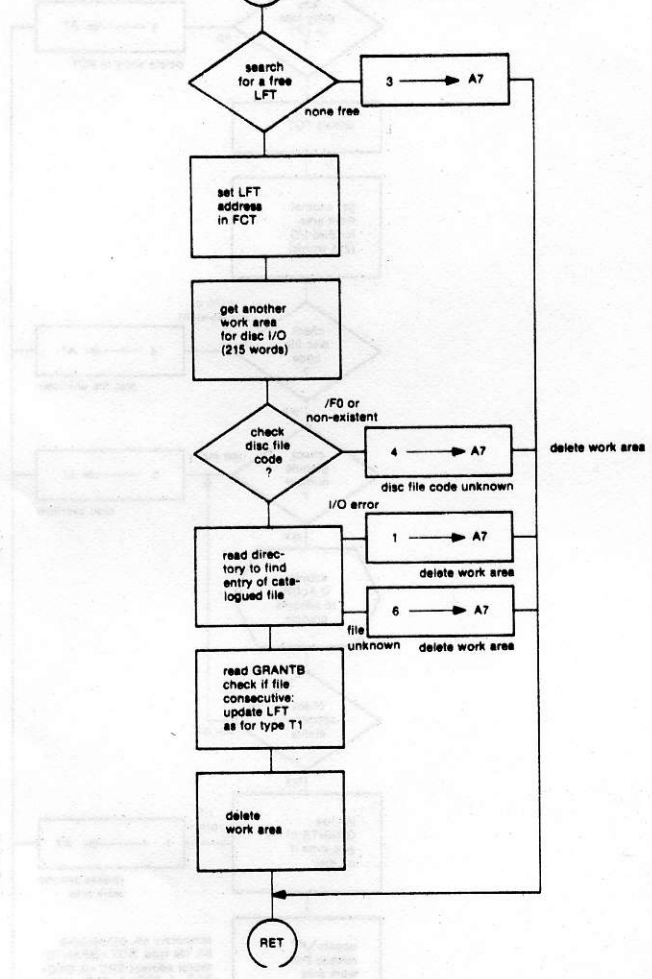 search
for a free
LFT
none free
3 → A7
set LFT
address
in FCT
get another
work area
for disc I/O
(215 words)
/F0 or
non-existent
check
disc file
code
?
4 → A7
delete work area
disc file code unknown
I/O error
1 → A7
delete work area
read direc-
tory to find
entry of cata-
logued file
6 → A7
file
unknown
delete work area
read GRANTB
check if file
consecutive:
update LFT
as for type T1
delete
work area
RET